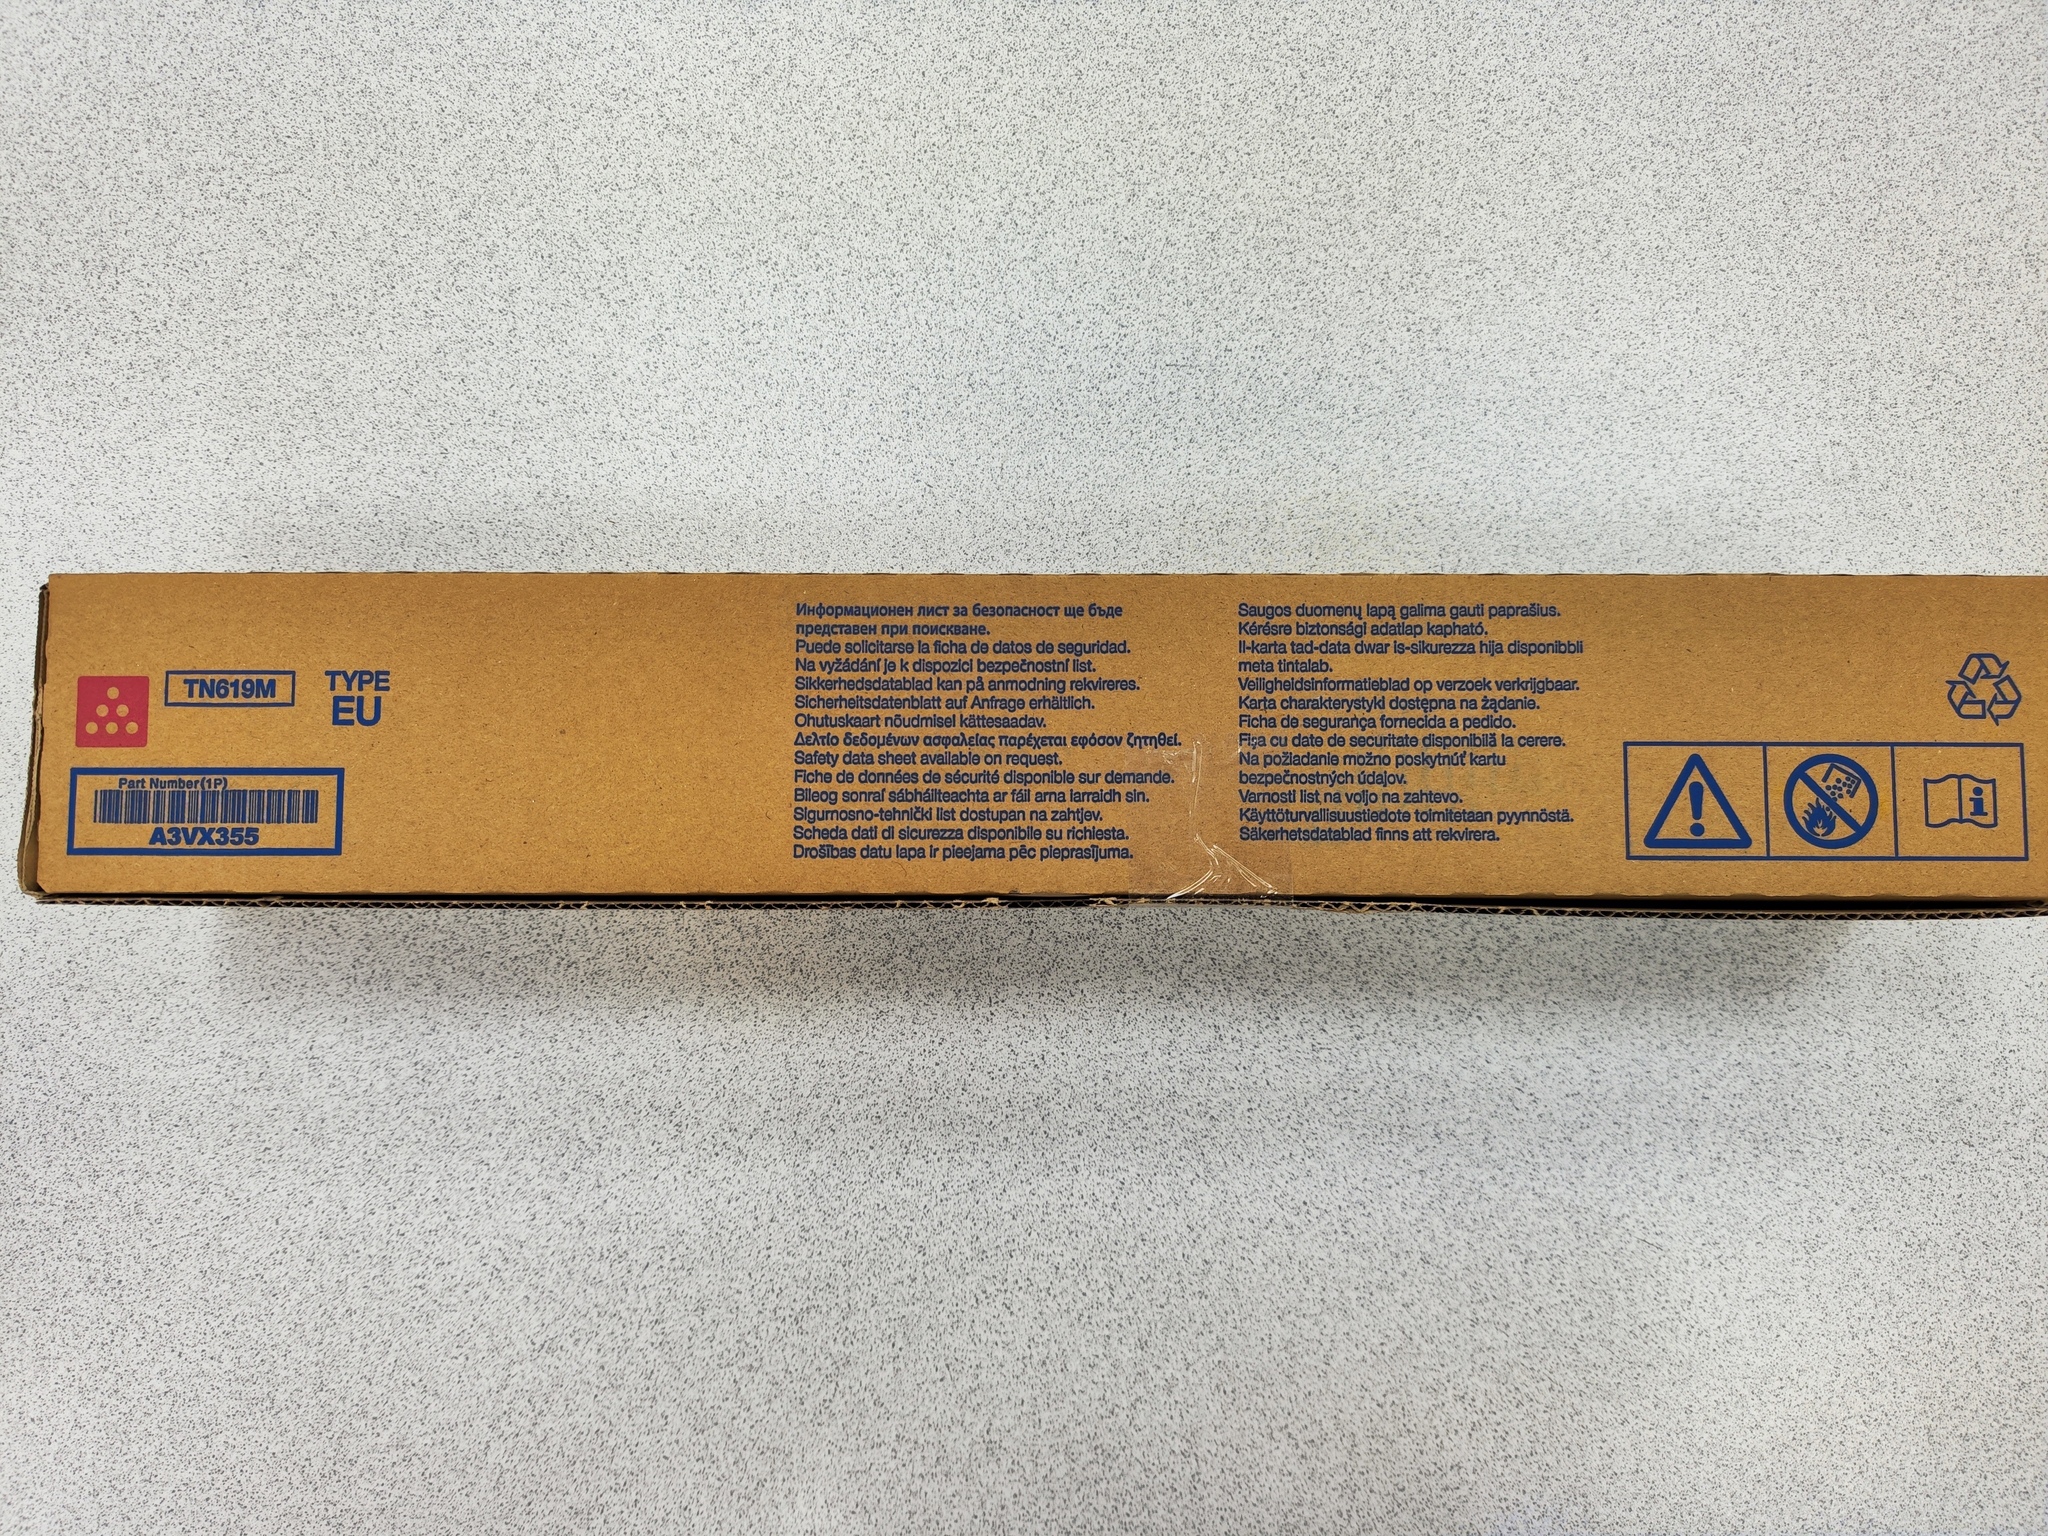 TN619M
TYPE
EU
Part Number(1P)
A3VX355
Информационен лист за безопасност ще бъде
представен при поискване.
Puede solicitarse la ficha de datos de seguridad.
Na vyžádání je k dispozici bezpečnostní list.
Sikkerhedsdatablad kan på anmodning rekvireres.
Sicherheitsdatenblatt auf Anfrage erhältlich.
Ohutuskaart nõudmisel kättesaadav.
Δελτίο δεδομένων ασφαλείας παρέχεται εφόσον ζητηθεί.
Safety data sheet available on request.
Fiche de données de sécurité disponible sur demande.
Bileog sonraí sábháilteachta ar fáil arna iarraidh sin.
Sigurnosno-tehnički list dostupan na zahtjev.
Scheda dati di sicurezza disponibile su richiesta.
Drošības datu lapa ir pieejama pēc pieprasījuma.
Saugos duomenų lapą galima gauti paprašius.
Kérésre biztonsági adatlap kapható.
Il-karta tad-data dwar is-sikurezza hija disponibbli
meta tintalab.
Veiligheidsinformatieblad op verzoek verkrijgbaar.
Karta charakterystyki dostępna na żądanie.
Ficha de segurança fornecida a pedido.
Fişa cu date de securitate disponibilă la cerere.
Na požiadanie možno poskytnúť kartu
bezpečnostných údajov.
Varnosti list na voljo na zahtevo.
Käyttöturvallisuustiedote toimitetaan pyynnöstä.
Säkerhetsdatablad finns att rekvirera.